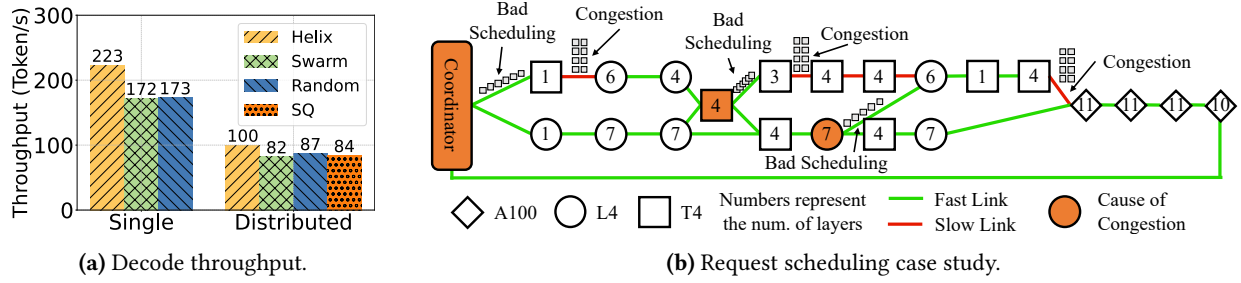 Throughput (Token/s)
300
200
100
0
223
172
173
100
82
87
84
Helix
Swarm
Random
SQ
Single
Distributed
(a) Decode throughput.
Coordinator
Bad
Scheduling
Congestion
Bad
Scheduling
Congestion
Congestion
Bad Scheduling
1 6 4
1 7 7
4
3 4 4 6 1 4
4 7 4 7
11 11 11 10
A100
L4
T4
Numbers represent
the num. of layers
Fast Link
Slow Link
Cause of
Congestion
(b) Request scheduling case study.